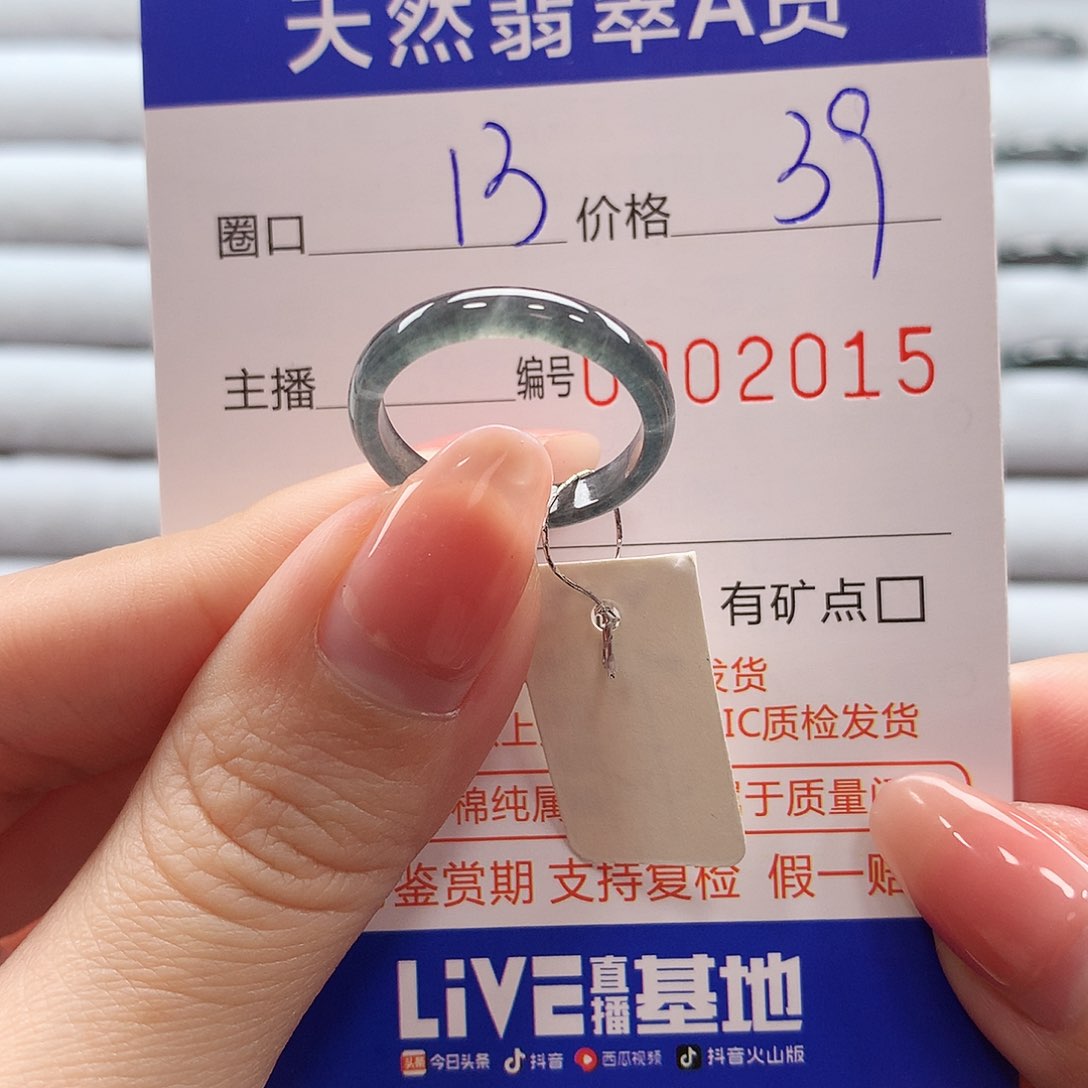 天然翡翠A货
圈口 13 价格 39
主播 编号 002015
有矿点□
发货
IC质检发货
棉纯属 于质量
鉴赏期 支持复检 假一赔
LiVE直播基地
今日头条 抖音 西瓜视频 抖音火山版